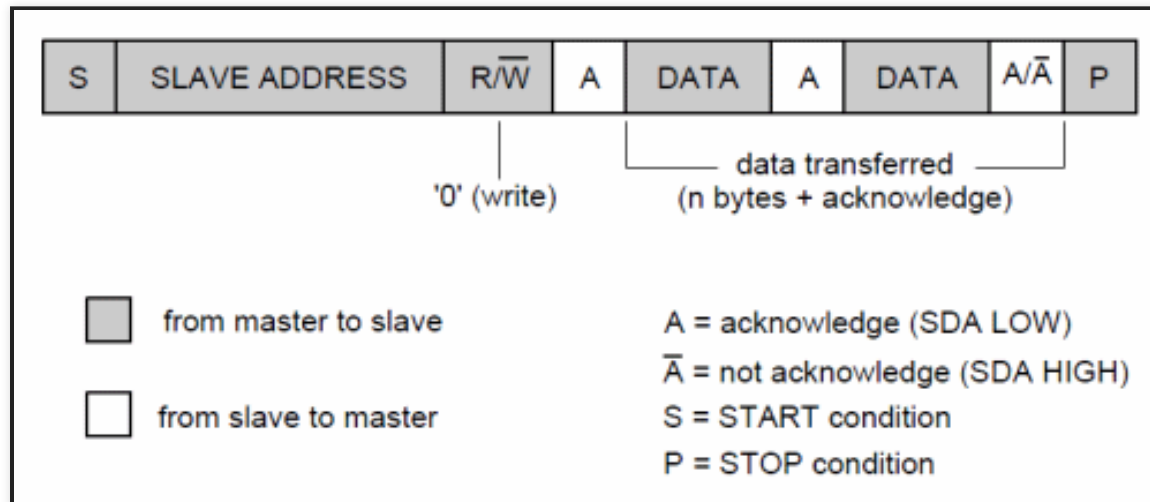 S SLAVE ADDRESS R/W̅ A DATA A DATA A/A̅ P
data transferred
'0' (write) (n bytes + acknowledge)
from master to slave
from slave to master
A = acknowledge (SDA LOW)
A̅ = not acknowledge (SDA HIGH)
S = START condition
P = STOP condition